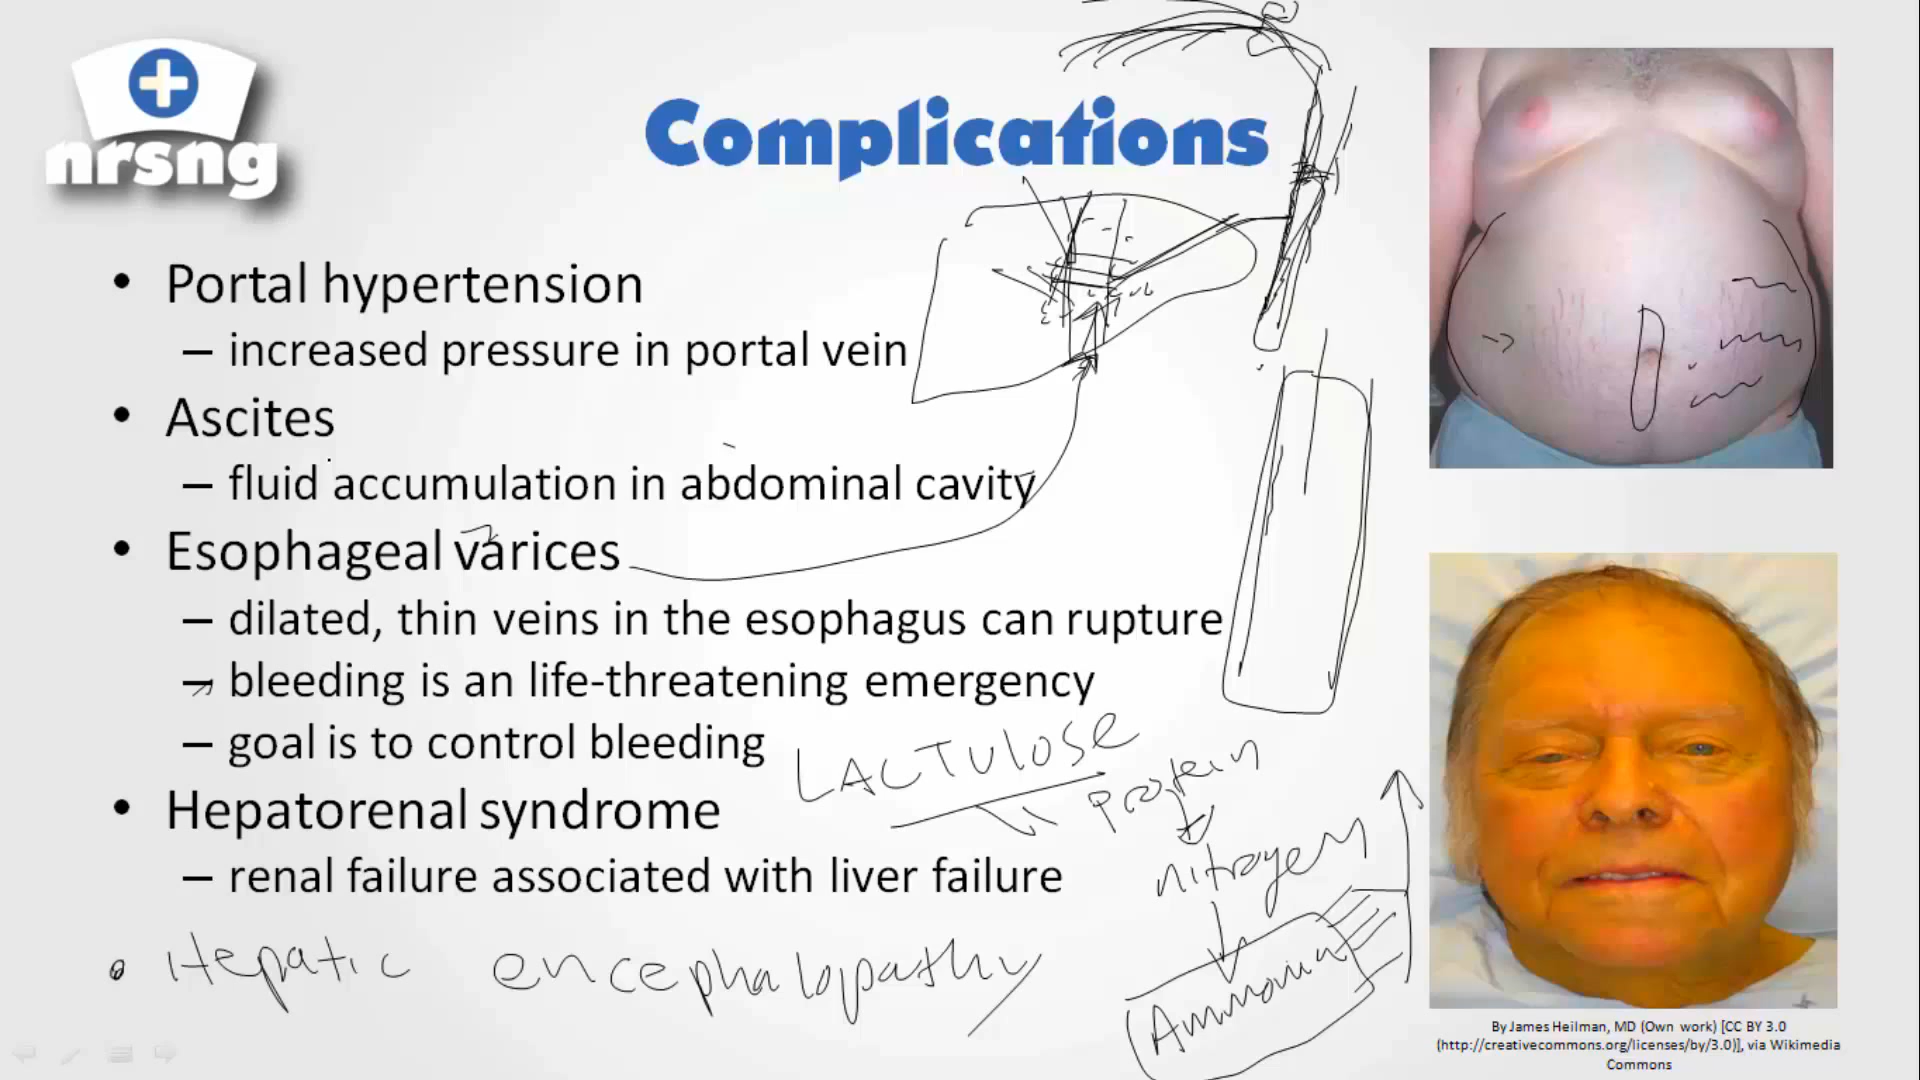 nrsng
Complications
• Portal hypertension
– increased pressure in portal vein
• Ascites
– fluid accumulation in abdominal cavity
• Esophageal varices
– dilated, thin veins in the esophagus can rupture
– bleeding is an life-threatening emergency
– goal is to control bleeding
LACTULOSE
• Hepatorenal syndrome
– renal failure associated with liver failure
• Hepatic encephalopathy
protein
nitrogen
Ammonia
By James Heilman, MD (Own work) [CC BY 3.0
(http://creativecommons.org/licenses/by/3.0)], via Wikimedia
Commons